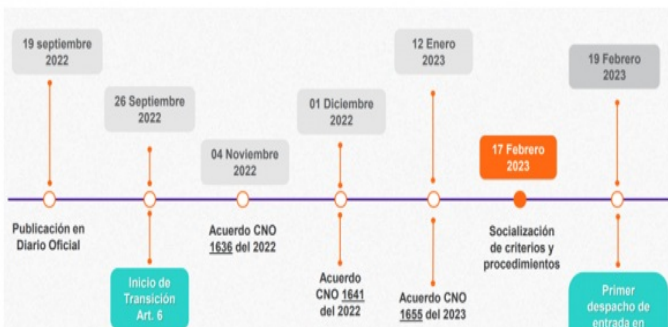 19 septiembre
2022
26 Septiembre
2022
04 Noviembre
2022
01 Diciembre
2022
12 Enero
2023
17 Febrero
2023
19 Febrero
2023
Publicación en
Diario Oficial
Inicio de
Transición
Art. 6
Acuerdo CNO
1636 del 2022
Acuerdo
CNO 1641
del 2022
Acuerdo CNO
1655 del 2023
Socialización
de criterios y
procedimientos
Primer
despacho de
entrada en